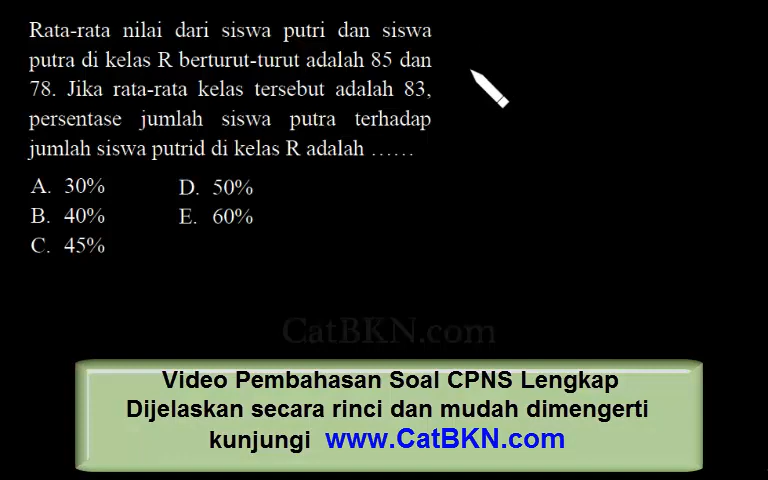 Rata-rata nilai dari siswa putri dan siswa
putra di kelas R berturut-turut adalah 85 dan
78. Jika rata-rata kelas tersebut adalah 83,
persentase jumlah siswa putra terhadap
jumlah siswa putrid di kelas R adalah ……
A. 30%
B. 40%
C. 45%
D. 50%
E. 60%
CatBKN.com
Video Pembahasan Soal CPNS Lengkap
Dijelaskan secara rinci dan mudah dimengerti
kunjungi www.CatBKN.com